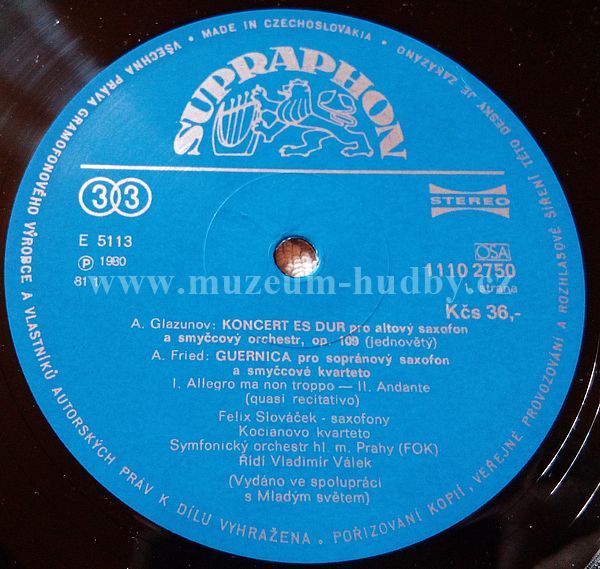 VŠECHNA PRÁVA GRAMOFONOVÉHO VÝROBCE A VLASTNÍKŮ AUTORSKÝCH PRÁV K DÍLU VYHRAŽENA • POŘIZOVÁNÍ KOPIÍ, VEŘEJNÉ PROVOZOVÁNÍ A ROZHLASOVÉ ŠÍŘENÍ TÉTO DESKY JE ZAKÁZÁNO
• MADE IN CZECHOSLOVAKIA •
SUPRAPHON
33
STEREO
E 5113
Ⓟ 1980
81 1
OSA
1110 2750
1. strana
Kčs 36,-
www.muzeum-hudby.cz
A. Glazunov: KONCERT ES DUR pro altový saxofon
a smyčcový orchestr, op. 109 (jednovětý)
A. Fried: GUERNICA pro sopránový saxofon
a smyčcové kvarteto
I. Allegro ma non troppo — II. Andante
(quasi recitativo)
Felix Slováček - saxofony
Kocianovo kvarteto
Symfonický orchestr hl. m. Prahy (FOK)
Řídí Vladimír Válek
(Vydáno ve spolupráci
s Mladým světem)